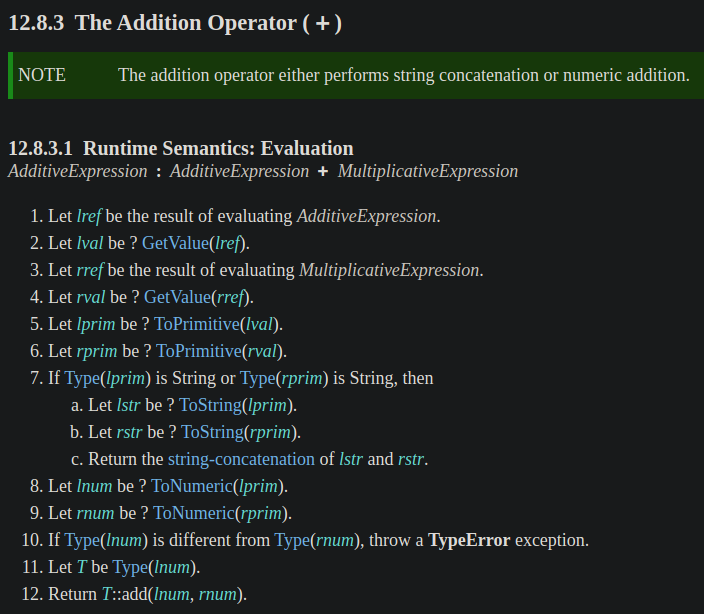 12.8.3 The Addition Operator ( + )
NOTE The addition operator either performs string concatenation or numeric addition.
12.8.3.1 Runtime Semantics: Evaluation
AdditiveExpression : AdditiveExpression + MultiplicativeExpression
1. Let lref be the result of evaluating AdditiveExpression.
2. Let lval be ? GetValue(lref).
3. Let rref be the result of evaluating MultiplicativeExpression.
4. Let rval be ? GetValue(rref).
5. Let lprim be ? ToPrimitive(lval).
6. Let rprim be ? ToPrimitive(rval).
7. If Type(lprim) is String or Type(rprim) is String, then
a. Let lstr be ? ToString(lprim).
b. Let rstr be ? ToString(rprim).
c. Return the string-concatenation of lstr and rstr.
8. Let lnum be ? ToNumeric(lprim).
9. Let rnum be ? ToNumeric(rprim).
10. If Type(lnum) is different from Type(rnum), throw a TypeError exception.
11. Let T be Type(lnum).
12. Return T::add(lnum, rnum).